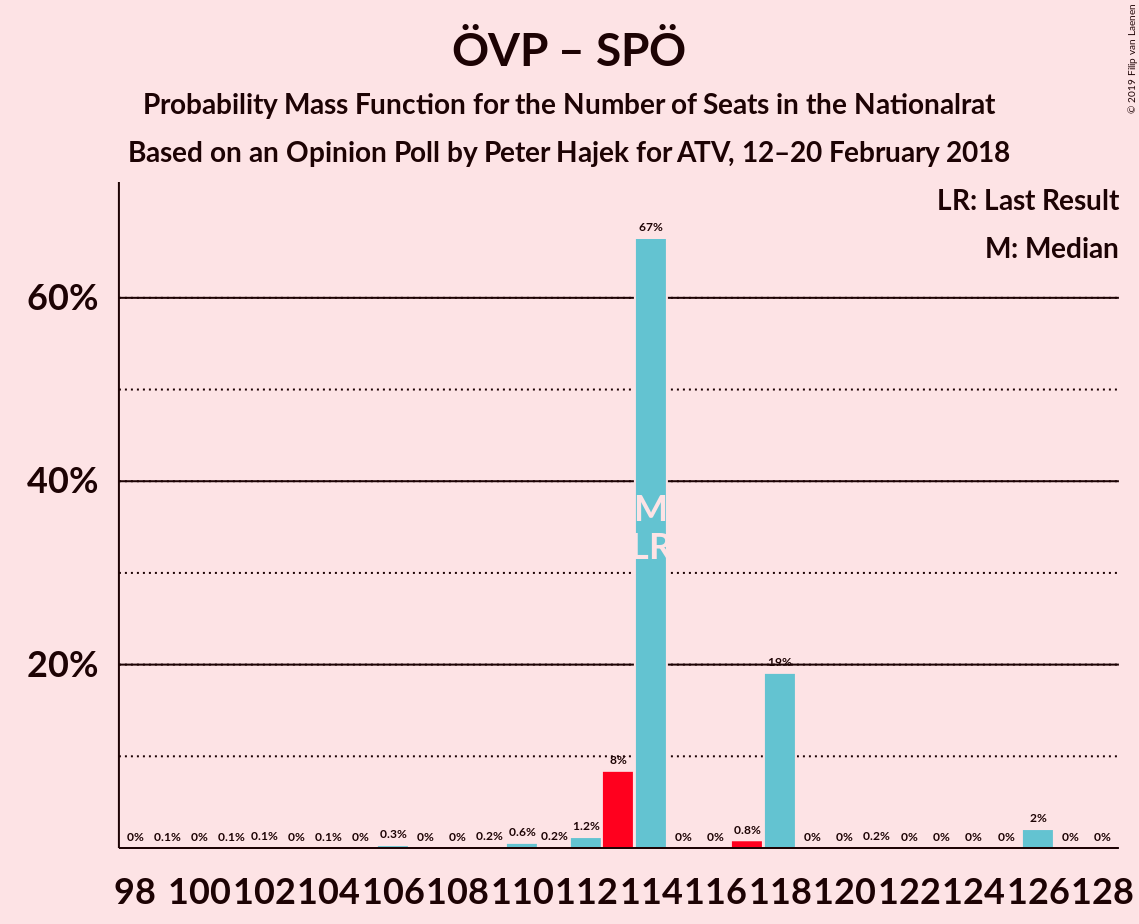 ÖVP – SPÖ
Probability Mass Function for the Number of Seats in the Nationalrat
Based on an Opinion Poll by Peter Hajek for ATV, 12–20 February 2018
© 2019 Filip van Laenen
LR: Last Result
M: Median
60%
40%
20%
0% 0.1% 0% 0.1% 0.1% 0% 0.1% 0% 0.3% 0% 0% 0.2% 0.6% 0.2% 1.2% 8% 67% 0% 0% 0.8% 19% 0% 0% 0.2% 0% 0% 0% 0% 2% 0% 0%
M
LR
98 100 102 104 106 108 110 112 114 116 118 120 122 124 126 128